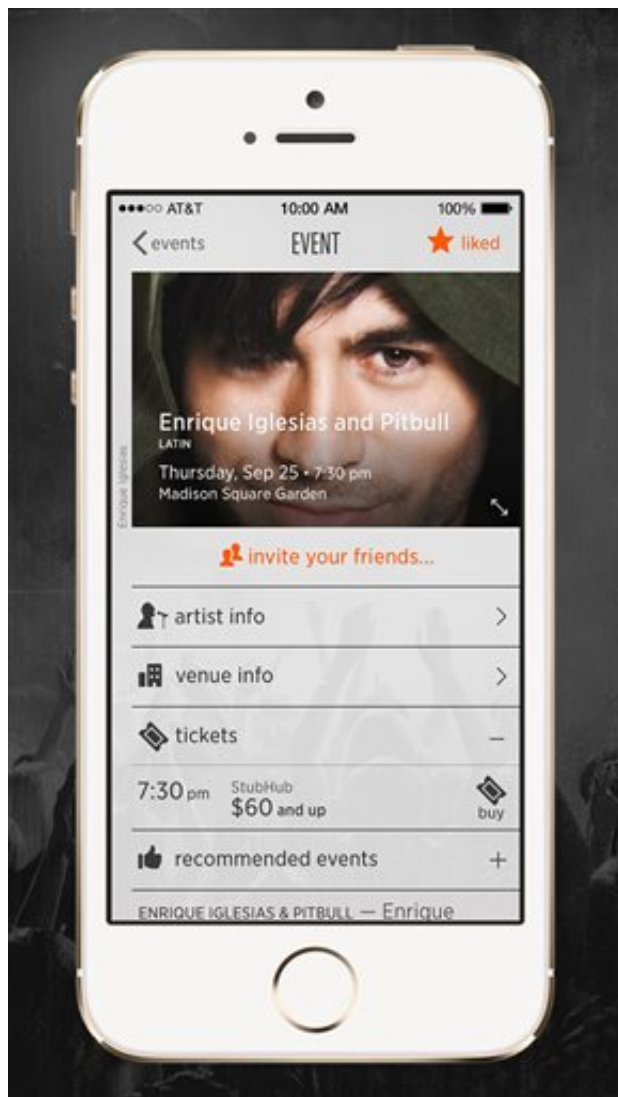 ●●●○○ AT&T 10:00 AM 100%
events EVENT liked
Enrique Iglesias and Pitbull
LATIN
Thursday, Sep 25 • 7:30 pm
Madison Square Garden
Enrique Iglesias
invite your friends...
artist info
venue info
tickets
7:30 pm StubHub
$60 and up buy
recommended events
ENRIQUE IGLESIAS & PITBULL — Enrique